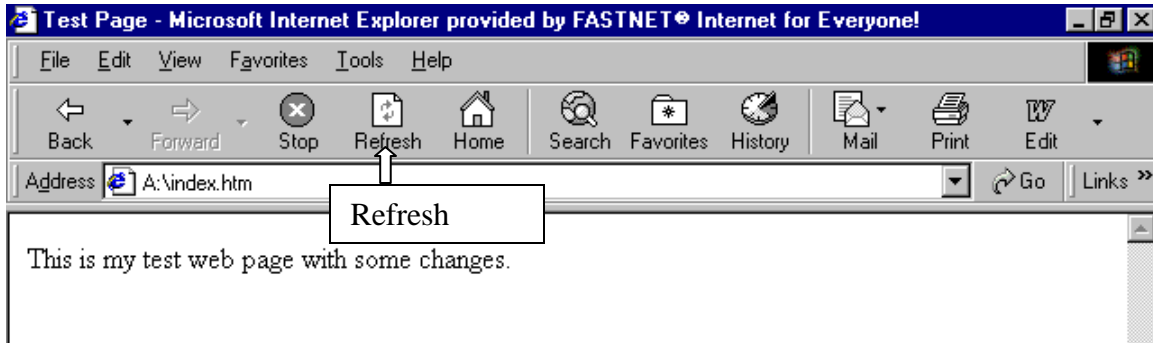 Test Page - Microsoft Internet Explorer provided by FASTNET® Internet for Everyone!
File Edit View Favorites Tools Help
Back Forward Stop Refresh Home Search Favorites History Mail Print Edit
Address A:\index.htm Go Links »
Refresh
This is my test web page with some changes.